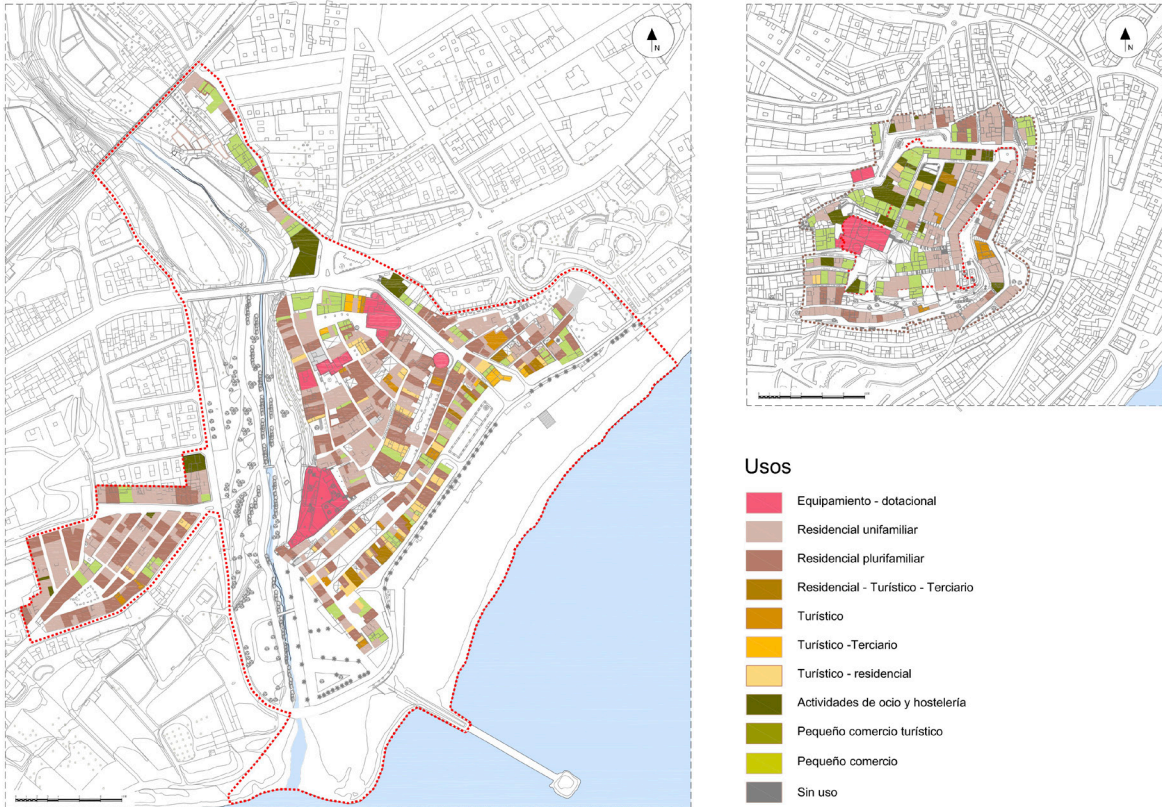 N
N
Usos
Equipamiento - dotacional
Residencial unifamiliar
Residencial plurifamiliar
Residencial - Turístico - Terciario
Turístico
Turístico -Terciario
Turístico - residencial
Actividades de ocio y hostelería
Pequeño comercio turístico
Pequeño comercio
Sin uso